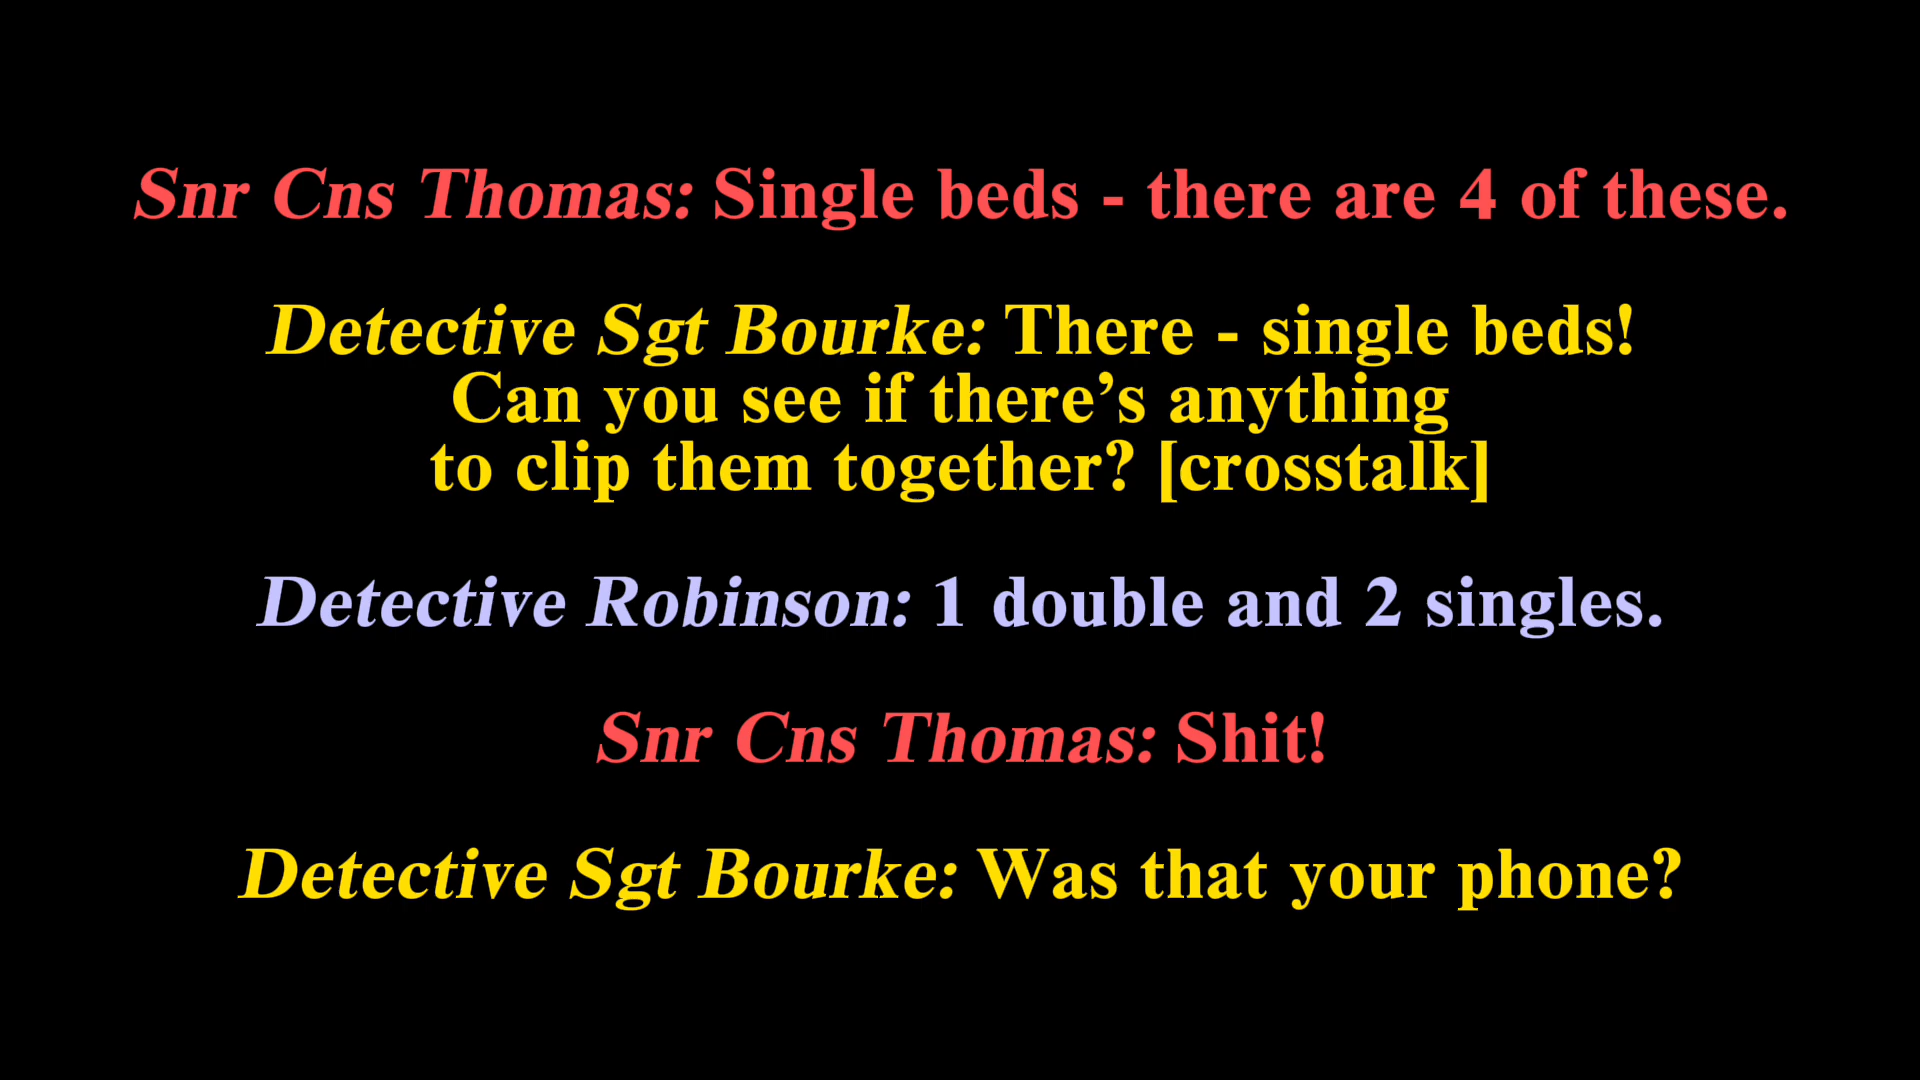 Snr Cns Thomas: Single beds - there are 4 of these.
Detective Sgt Bourke: There - single beds!
Can you see if there’s anything
to clip them together? [crosstalk]
Detective Robinson: 1 double and 2 singles.
Snr Cns Thomas: Shit!
Detective Sgt Bourke: Was that your phone?